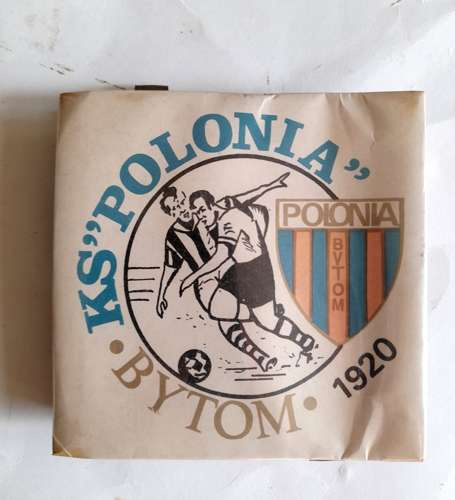 KS"POLONIA"
•BYTOM•
1920
POLONIA
BYTOM